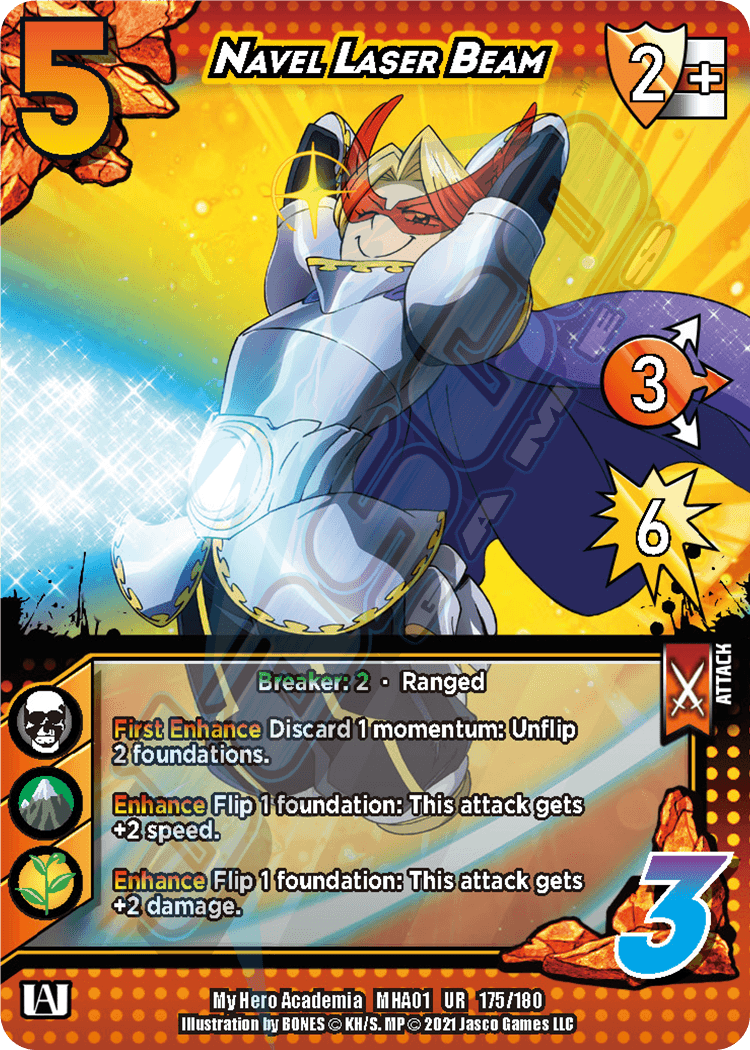 5
NAVEL LASER BEAM
2 +
™
3
6
ATTACK
Breaker: 2 · Ranged
First Enhance Discard 1 momentum: Unflip
2 foundations.
Enhance Flip 1 foundation: This attack gets
+2 speed.
Enhance Flip 1 foundation: This attack gets
+2 damage.
3
UA
My Hero Academia MHA01 UR 175/180
Illustration by BONES © KH/S. MP © 2021 Jasco Games LLC